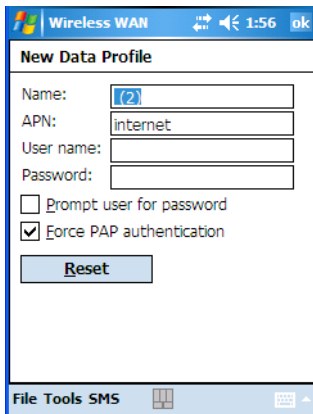 Wireless WAN 1:56 ok
New Data Profile
Name: (2)
APN: internet
User name:
Password:
Prompt user for password
Force PAP authentication
Reset
File Tools SMS